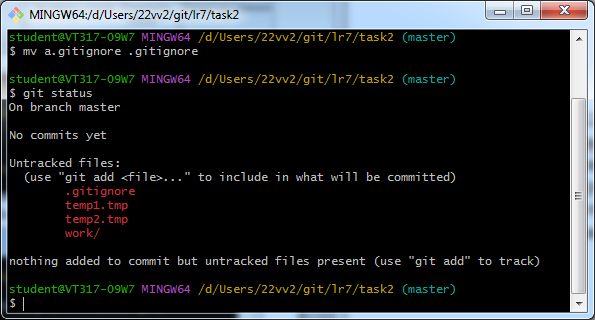 MINGW64:/d/Users/22vv2/git/lr7/task2
student@VT317-09W7 MINGW64 /d/Users/22vv2/git/lr7/task2 (master)
$ mv a.gitignore .gitignore
student@VT317-09W7 MINGW64 /d/Users/22vv2/git/lr7/task2 (master)
$ git status
On branch master
No commits yet
Untracked files:
(use "git add <file>..." to include in what will be committed)
.gitignore
temp1.tmp
temp2.tmp
work/
nothing added to commit but untracked files present (use "git add" to track)
student@VT317-09W7 MINGW64 /d/Users/22vv2/git/lr7/task2 (master)
$